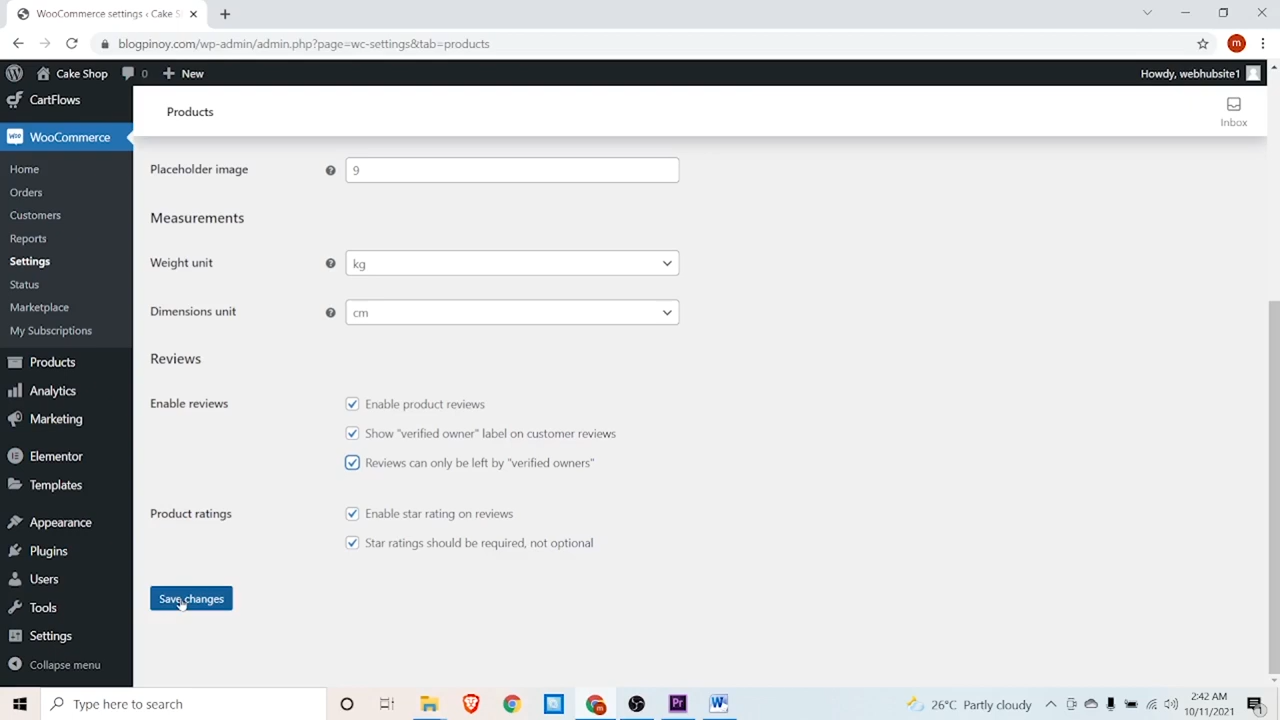 WooCommerce settings ‹ Cake S
blogpinoy.com/wp-admin/admin.php?page=wc-settings&tab=products
m
Cake Shop
0
New
Howdy, webhubsite1
CartFlows
Products
Inbox
Woo
WooCommerce
Home
Orders
Customers
Reports
Settings
Status
Marketplace
My Subscriptions
Products
Analytics
Marketing
Elementor
Templates
Appearance
Plugins
Users
Tools
Settings
Collapse menu
Placeholder image
9
Measurements
Weight unit
kg
Dimensions unit
cm
Reviews
Enable reviews
Enable product reviews
Show "verified owner" label on customer reviews
Reviews can only be left by "verified owners"
Product ratings
Enable star rating on reviews
Star ratings should be required, not optional
Save changes
Type here to search
m
Pr
W
26°C Partly cloudy
2:42 AM
10/11/2021
1